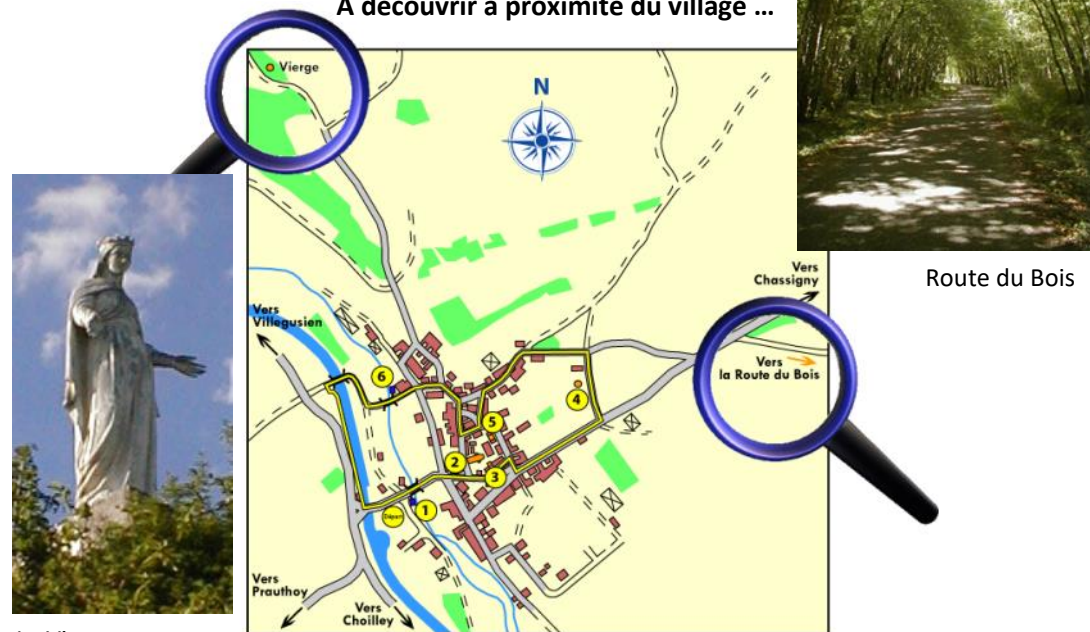 A découvrir à proximité du village ...
Vierge
N
Vers
Chassigny
Route du Bois
Vers
Villegusien
Vers
la Route du Bois
6
4
5
2
3
1
Départ
Vers
Prauthoy
Vers
Choilley